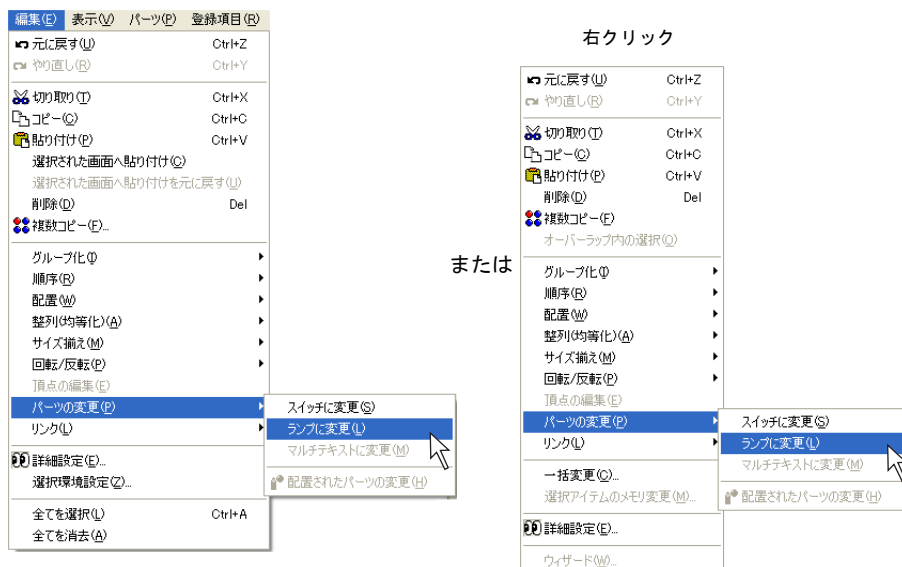 編集(E) 表示(V) パーツ(P) 登録項目(R)
元に戻す(U) Ctrl+Z
やり直し(R) Ctrl+Y
切り取り(T) Ctrl+X
コピー(C) Ctrl+C
貼り付け(P) Ctrl+V
選択された画面へ貼り付け(C)
選択された画面へ貼り付けを元に戻す(U)
削除(D) Del
複数コピー(F)...
グループ化(I)
順序(R)
配置(W)
整列(均等化)(A)
サイズ揃え(M)
回転/反転(P)
頂点の編集(E)
パーツの変更(P)
リンク(L)
詳細設定(E)...
選択環境設定(Z)...
全てを選択(L) Ctrl+A
全てを消去(A)
スイッチに変更(S)
ランプに変更(L)
マルチテキストに変更(M)
配置されたパーツの変更(H)
または
右クリック
元に戻す(U) Ctrl+Z
やり直し(R) Ctrl+Y
切り取り(T) Ctrl+X
コピー(C) Ctrl+C
貼り付け(P) Ctrl+V
削除(D) Del
複数コピー(F)
オーバーラップ内の選択(O)
グループ化(I)
順序(R)
配置(W)
整列(均等化)(A)
サイズ揃え(M)
回転/反転(P)
頂点の編集(E)
パーツの変更(P)
リンク(L)
一括変更(C)...
選択アイテムのメモリ変更(M)...
詳細設定(E)...
ウィザード(W)...
スイッチに変更(S)
ランプに変更(L)
マルチテキストに変更(M)
配置されたパーツの変更(H)